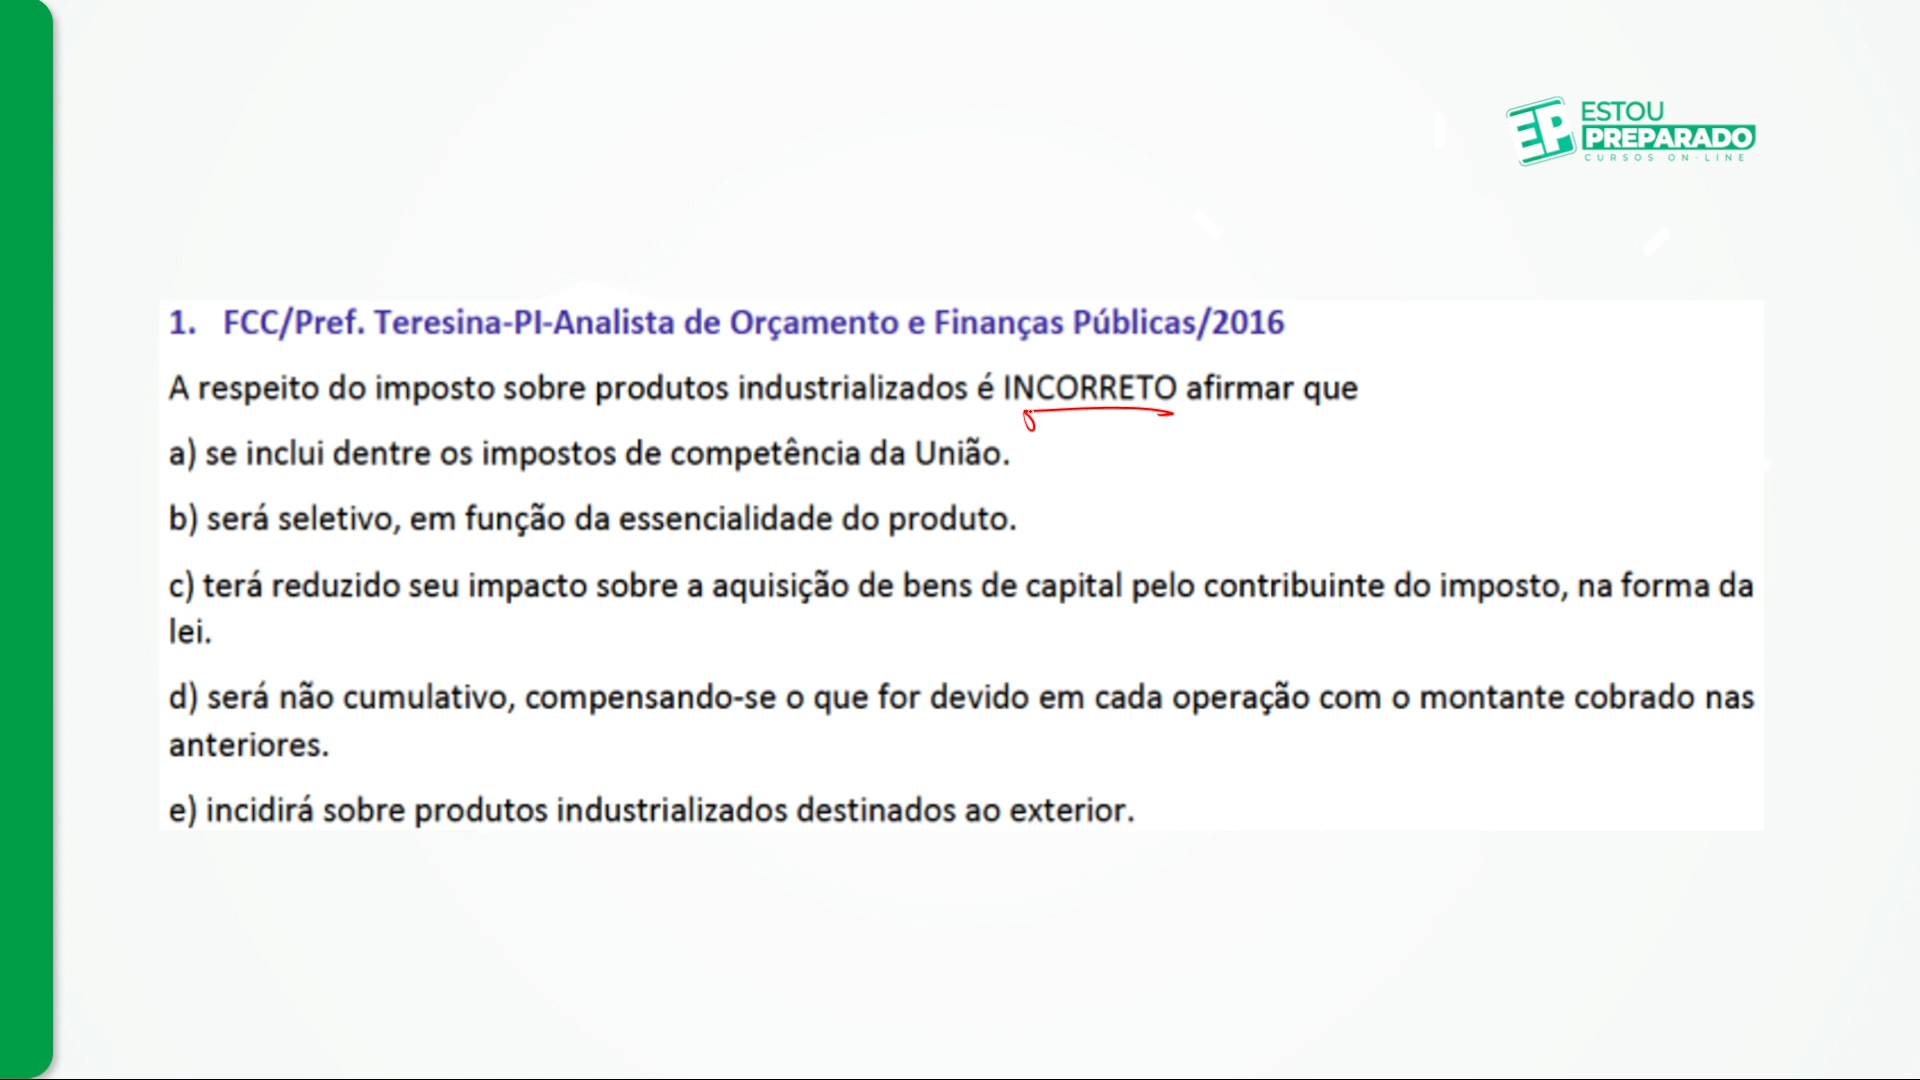 EP ESTOU
PREPARADO
CURSOS ON-LINE
1. FCC/Pref. Teresina-PI-Analista de Orçamento e Finanças Públicas/2016
A respeito do imposto sobre produtos industrializados é INCORRETO afirmar que
a) se inclui dentre os impostos de competência da União.
b) será seletivo, em função da essencialidade do produto.
c) terá reduzido seu impacto sobre a aquisição de bens de capital pelo contribuinte do imposto, na forma da
lei.
d) será não cumulativo, compensando-se o que for devido em cada operação com o montante cobrado nas
anteriores.
e) incidirá sobre produtos industrializados destinados ao exterior.